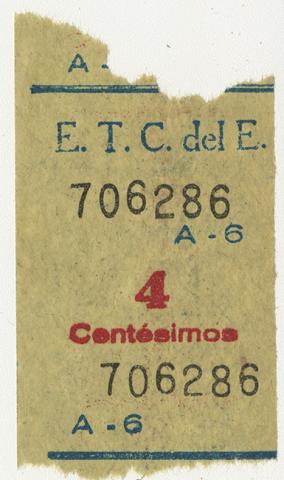 A -
E. T. C. del E.
706286
A - 6
4
Centésimos
706286
A - 6